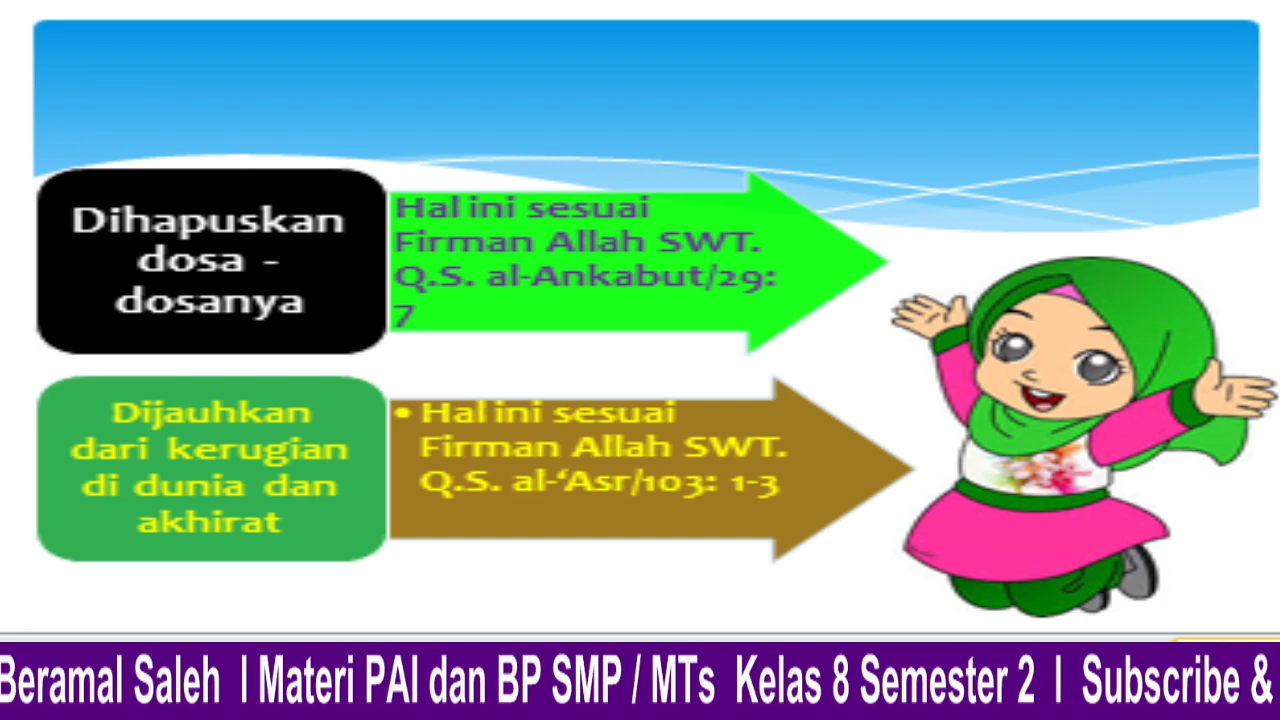 Dihapuskan
dosa -
dosanya
Hal ini sesuai
Firman Allah SWT.
Q.S. al-Ankabut/29:
7
Dijauhkan
dari kerugian
di dunia dan
akhirat
• Hal ini sesuai
Firman Allah SWT.
Q.S. al-‘Asr/103: 1-3
Beramal Saleh I Materi PAI dan BP SMP / MTs Kelas 8 Semester 2 I Subscribe &